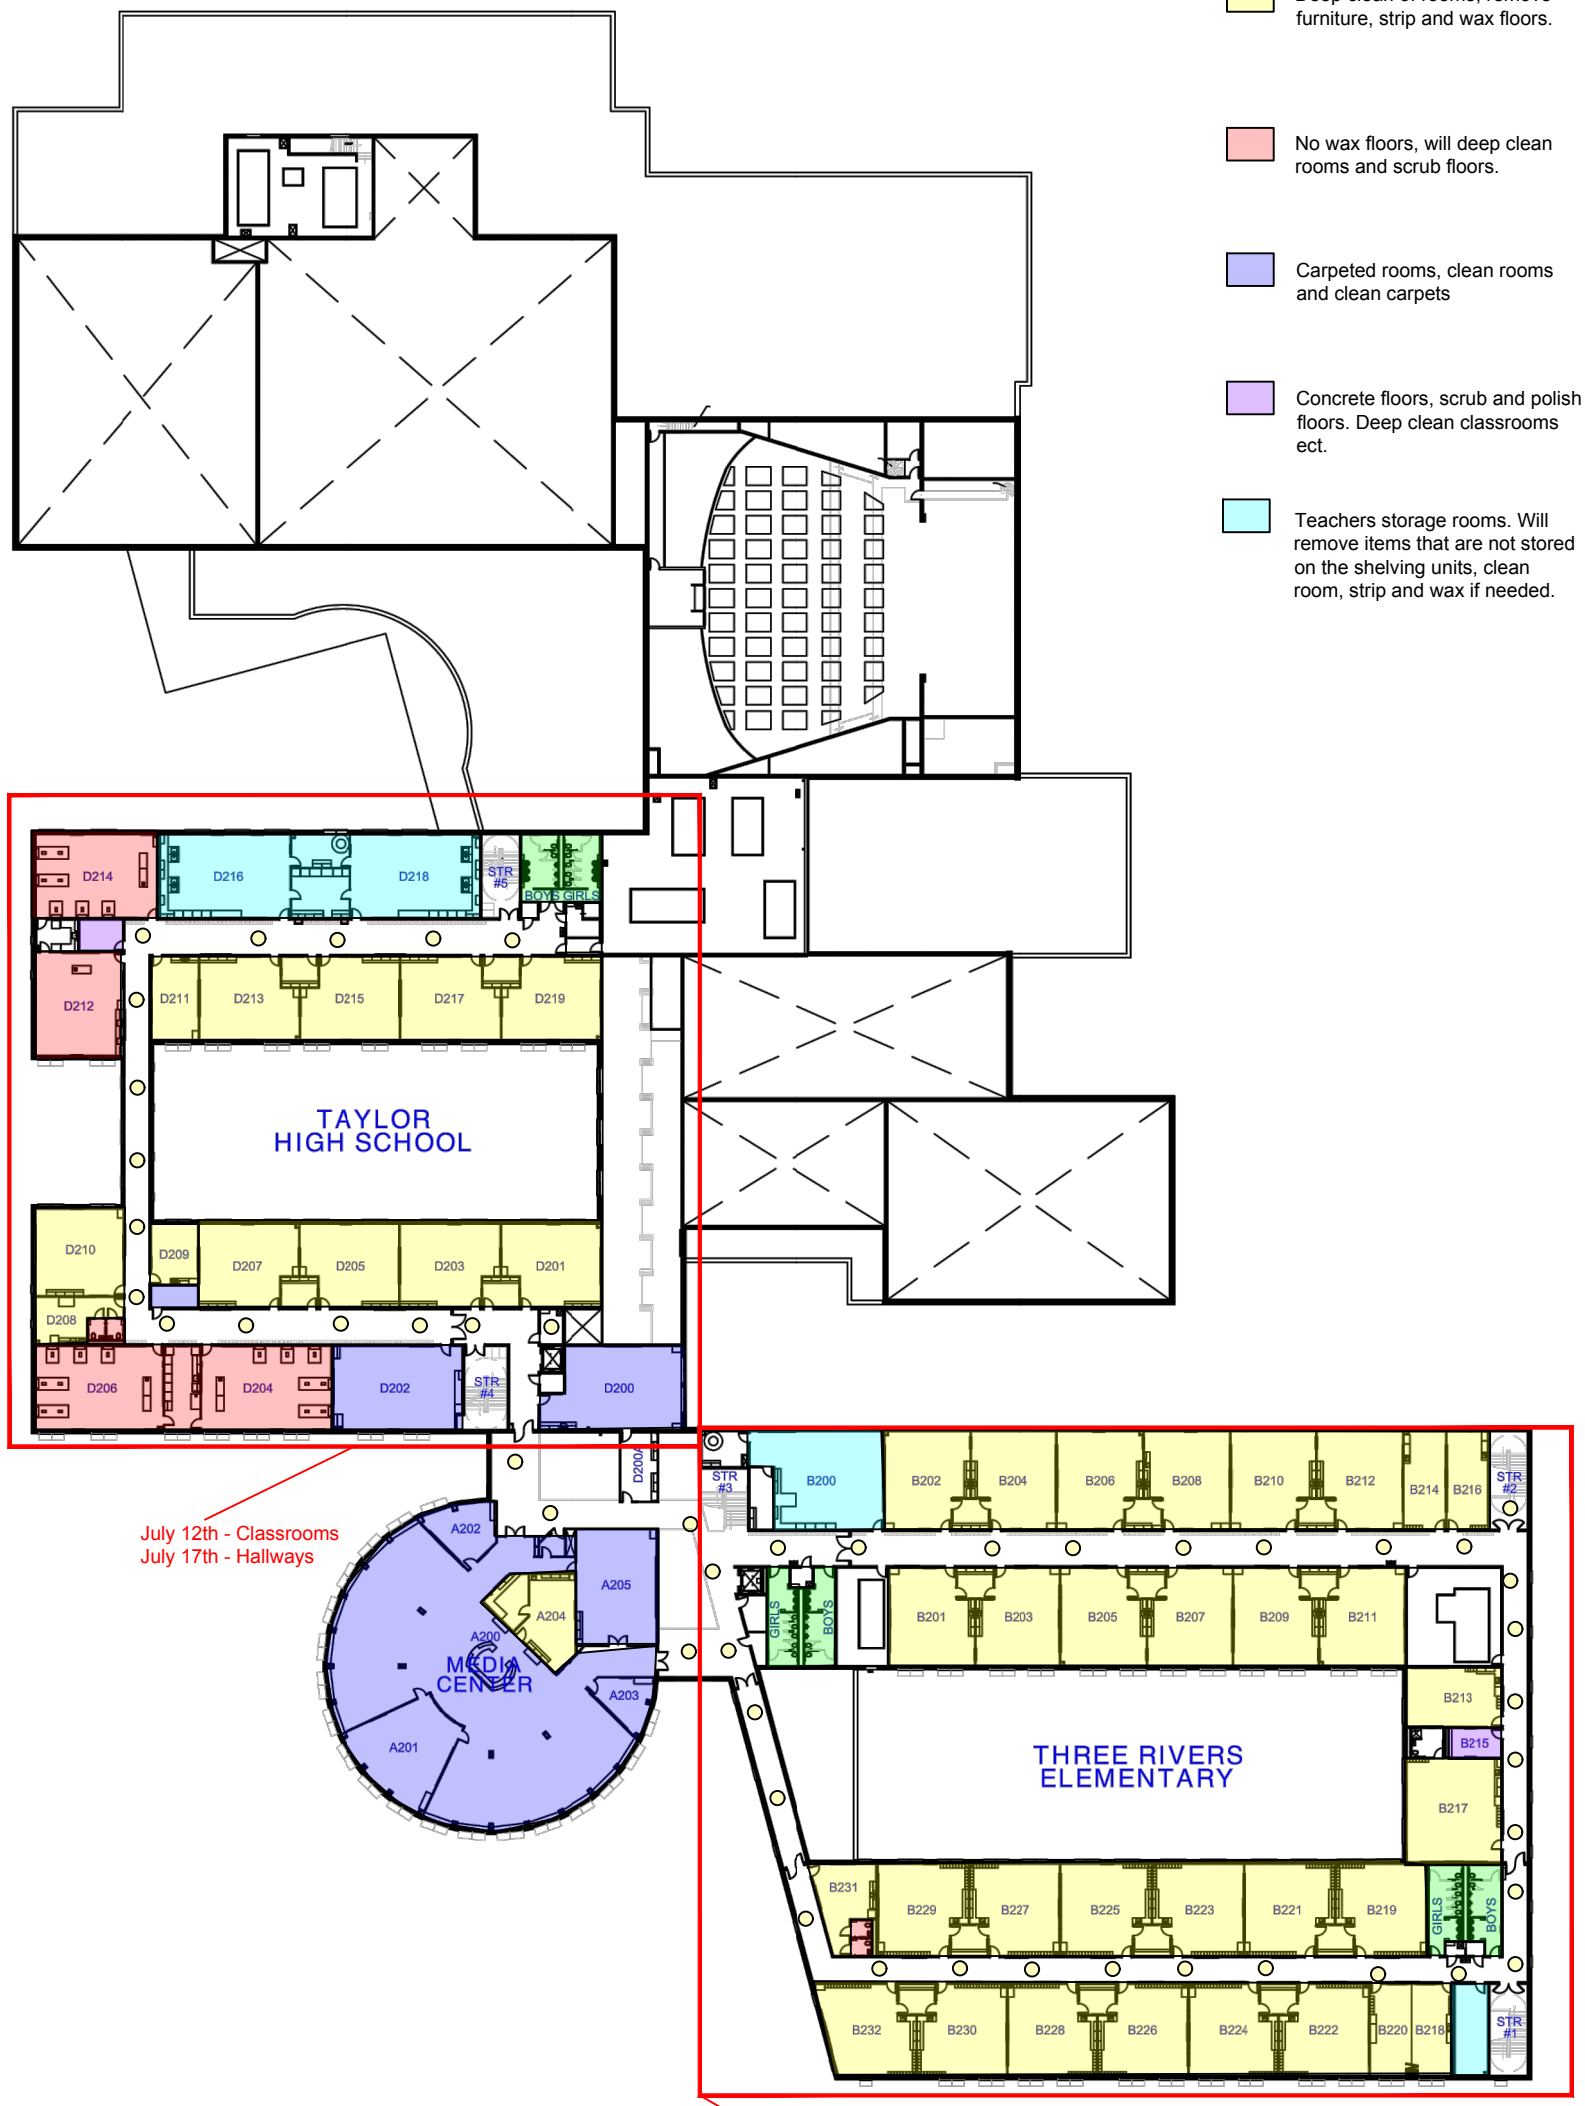 furniture, strip and wax floors.
No wax floors, will deep clean
rooms and scrub floors.
Carpeted rooms, clean rooms
and clean carpets
Concrete floors, scrub and polish
floors. Deep clean classrooms
ect.
Teachers storage rooms. Will
remove items that are not stored
on the shelving units, clean
room, strip and wax if needed.
D214
D216
D218
STR
#5
BOYS GIRLS
D212
D211
D213
D215
D217
D219
TAYLOR
HIGH SCHOOL
D210
D209
D207
D205
D203
D201
D208
D206
D204
D202
STR
#4
D200
D200A
July 12th - Classrooms
July 17th - Hallways
A202
A205
A204
A200
MEDIA
CENTER
A203
A201
STR
#3
B200
B202
B204
B206
B208
B210
B212
B214
B216
STR
#2
GIRLS
BOYS
B201
B203
B205
B207
B209
B211
B213
B215
B217
THREE RIVERS
ELEMENTARY
B231
B229
B227
B225
B223
B221
B219
GIRLS
BOYS
B232
B230
B228
B226
B224
B222
B220
B218
STR
#1